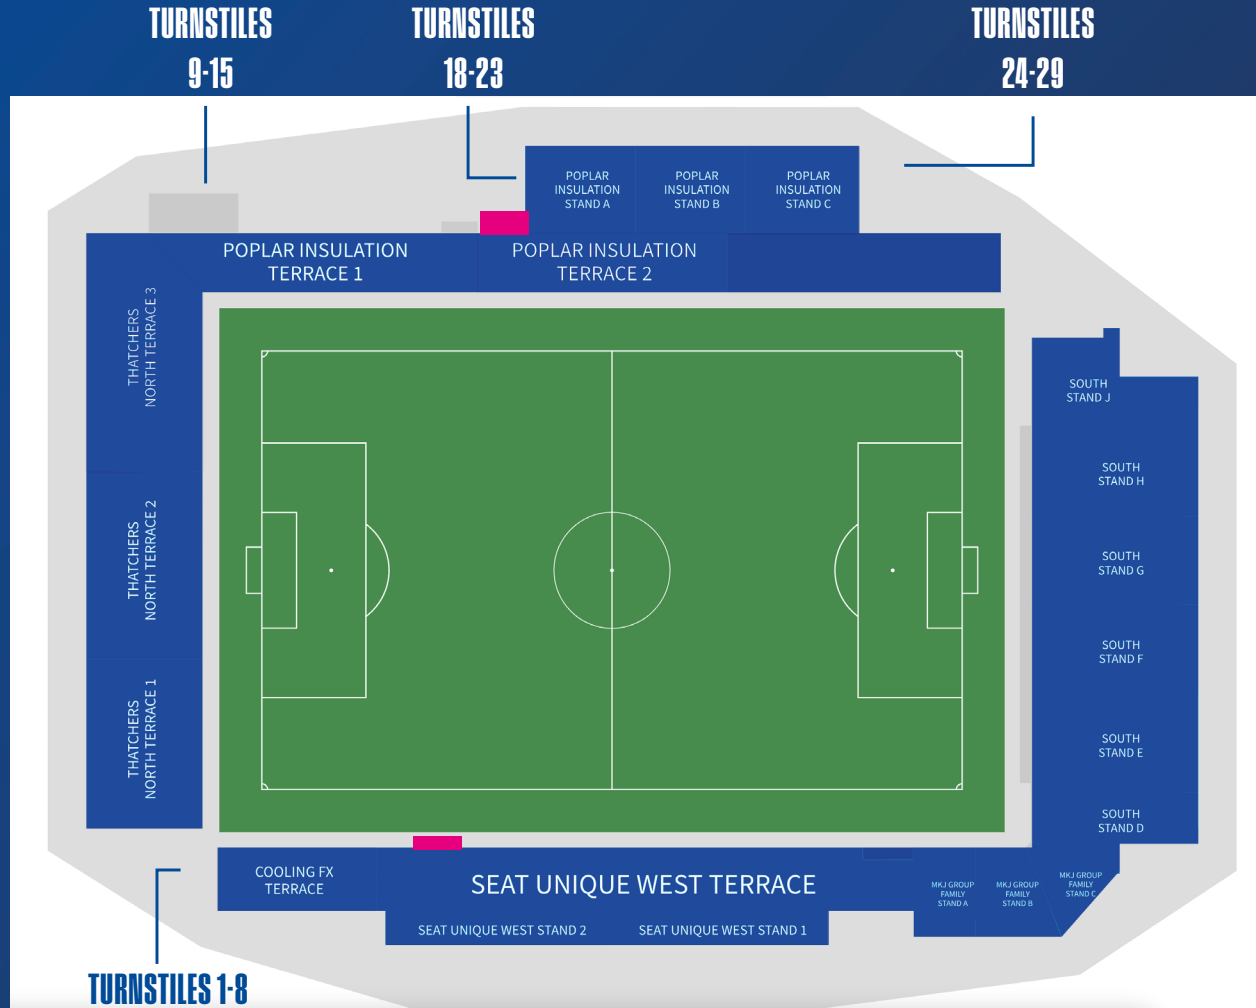 TURNSTILES
9-15
TURNSTILES
18-23
TURNSTILES
24-29
POPLAR
INSULATION
STAND A
POPLAR
INSULATION
STAND B
POPLAR
INSULATION
STAND C
POPLAR INSULATION
TERRACE 1
POPLAR INSULATION
TERRACE 2
THATCHERS
NORTH TERRACE 3
THATCHERS
NORTH TERRACE 2
THATCHERS
NORTH TERRACE 1
SOUTH
STAND J
SOUTH
STAND H
SOUTH
STAND G
SOUTH
STAND F
SOUTH
STAND E
SOUTH
STAND D
COOLING FX
TERRACE
SEAT UNIQUE WEST TERRACE
MKJ GROUP
FAMILY
STAND A
MKJ GROUP
FAMILY
STAND B
MKJ GROUP
FAMILY
STAND C
SEAT UNIQUE WEST STAND 2
SEAT UNIQUE WEST STAND 1
TURNSTILES 1-8